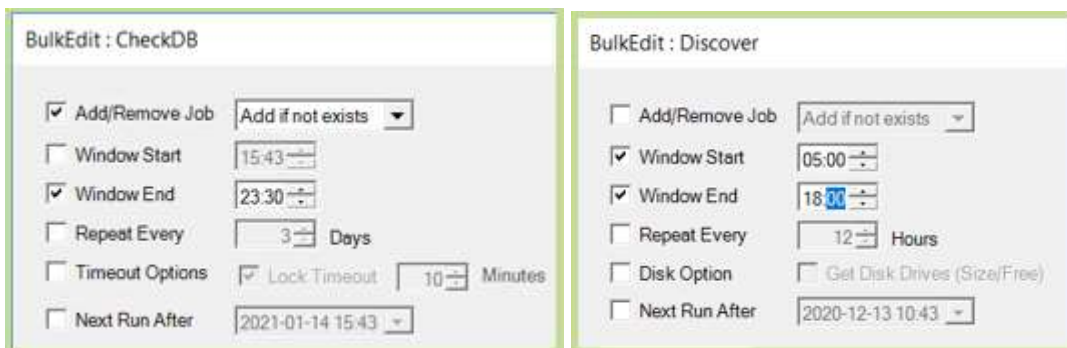 BulkEdit : CheckDB
Add/Remove Job Add if not exists
Window Start 15:43
Window End 23:30
Repeat Every 3 Days
Timeout Options Lock Timeout 10 Minutes
Next Run After 2021-01-14 15:43
BulkEdit : Discover
Add/Remove Job Add if not exists
Window Start 05:00
Window End 18:00
Repeat Every 12 Hours
Disk Option Get Disk Drives (Size/Free)
Next Run After 2020-12-13 10:43